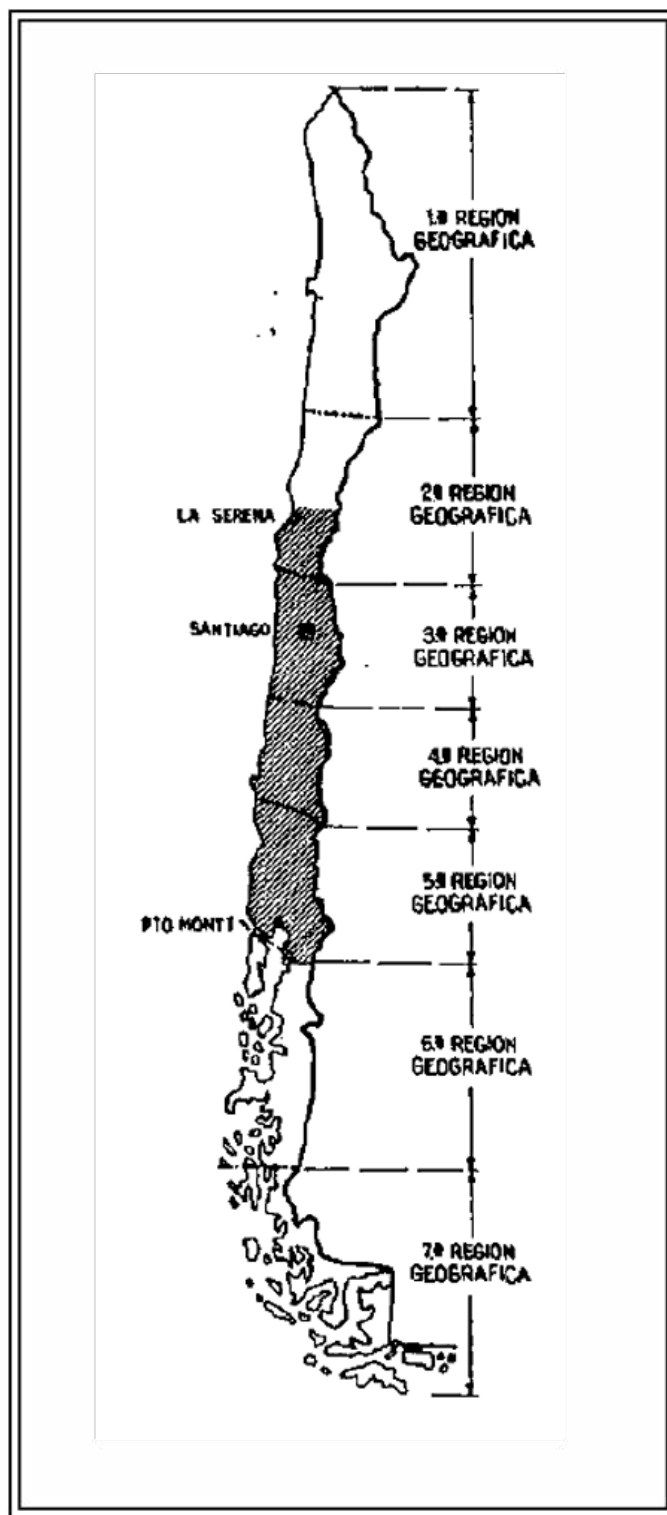 1.ª REGION
GEOGRAFICA
2.ª REGION
GEOGRAFICA
LA SERENA
3.ª REGION
GEOGRAFICA
SANTIAGO
4.ª REGION
GEOGRAFICA
5.ª REGION
GEOGRAFICA
PTO MONTT
6.ª REGION
GEOGRAFICA
7.ª REGION
GEOGRAFICA